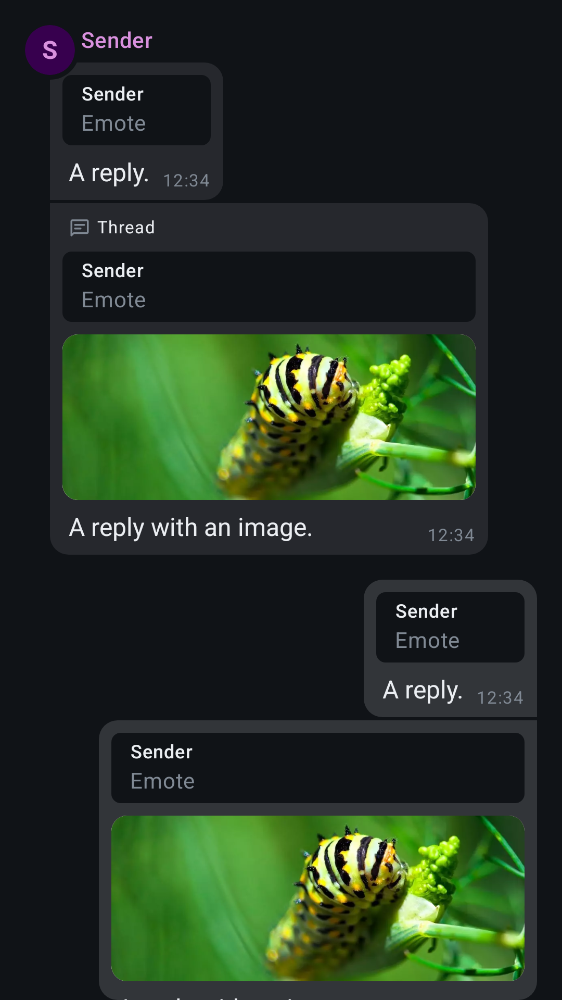 S
Sender
Sender
Emote
A reply.
12:34
Thread
Sender
Emote
A reply with an image.
12:34
Sender
Emote
A reply.
12:34
Sender
Emote